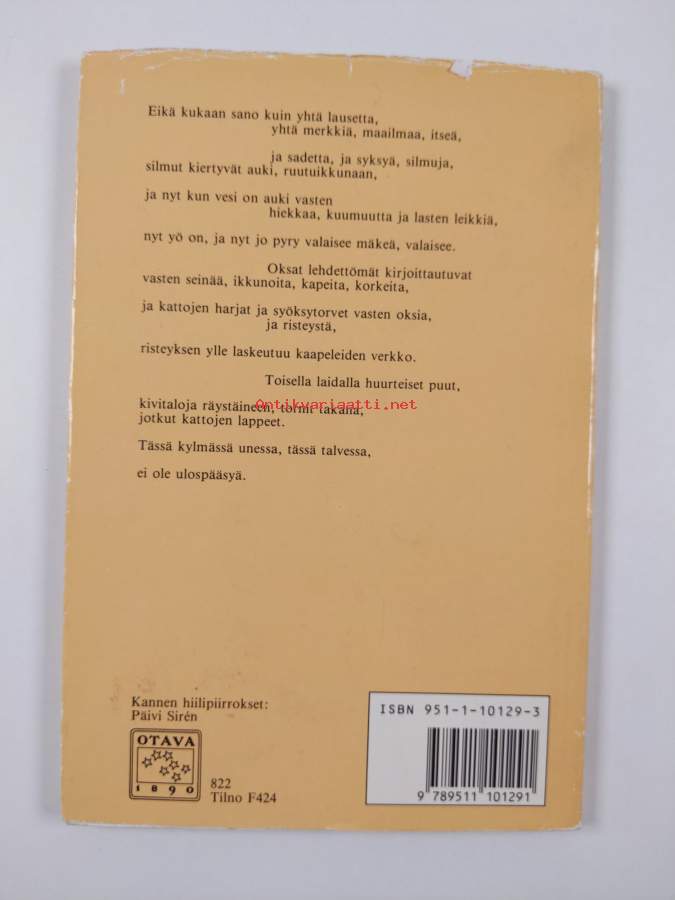 Eikä kukaan sano kuin yhtä lausetta,
yhtä merkkiä, maailmaa, itseä,
ja sadetta, ja syksyä, silmuja,
silmut kiertyvät auki, ruutuikkunaan,
ja nyt kun vesi on auki vasten
hiekkaa, kuumuutta ja lasten leikkiä,
nyt yö on, ja nyt jo pyry valaisee mäkeä, valaisee.
Oksat lehdettömät kirjoittautuvat
vasten seinää, ikkunoita, kapeita, korkeita,
ja kattojen harjat ja syöksytorvet vasten oksia,
ja risteystä,
risteyksen ylle laskeutuu kaapeleiden verkko.
Toisella laidalla huurteiset puut,
Antikvariaatti.net
kivitaloja räystäineen, torni takana,
jotkut kattojen lappeet.
Tässä kylmässä unessa, tässä talvessa,
ei ole ulospääsyä.
Kannen hiilipiirrokset:
Päivi Sirén
OTAVA
1890
822
Tilno F424
ISBN 951-1-10129-3
9 789511 101291